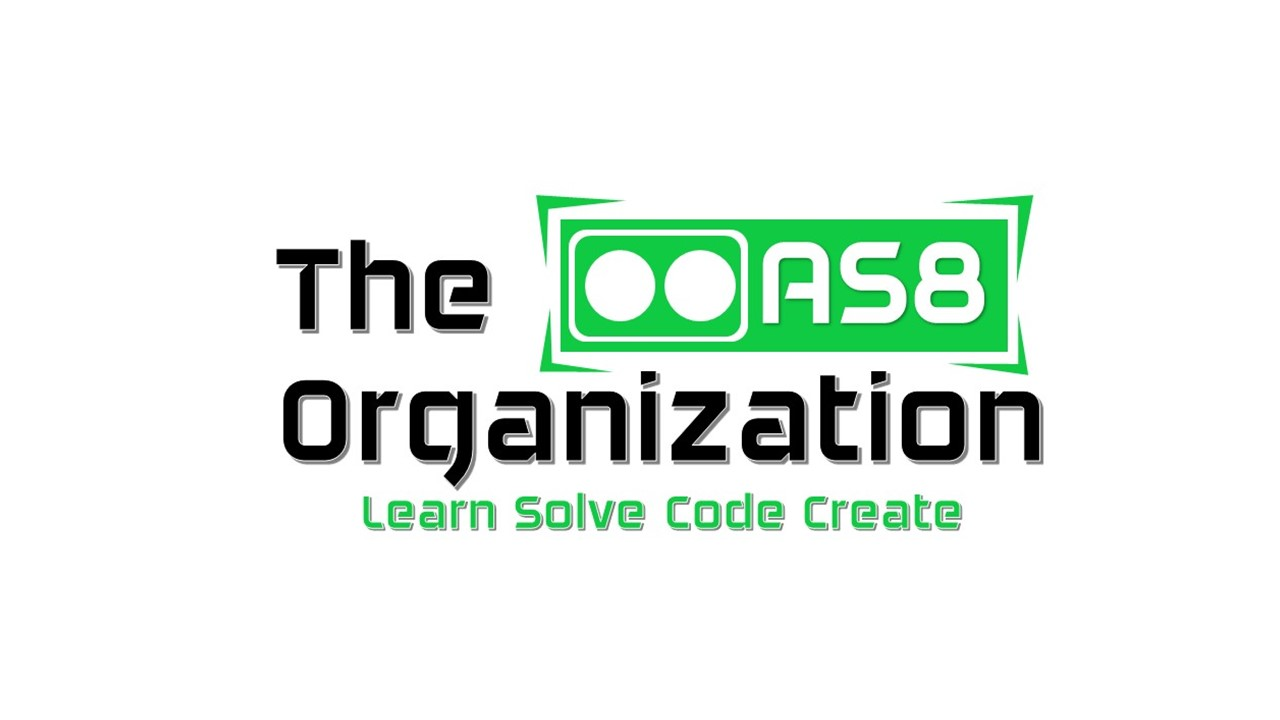 The AS8
Organization
Learn Solve Code Create